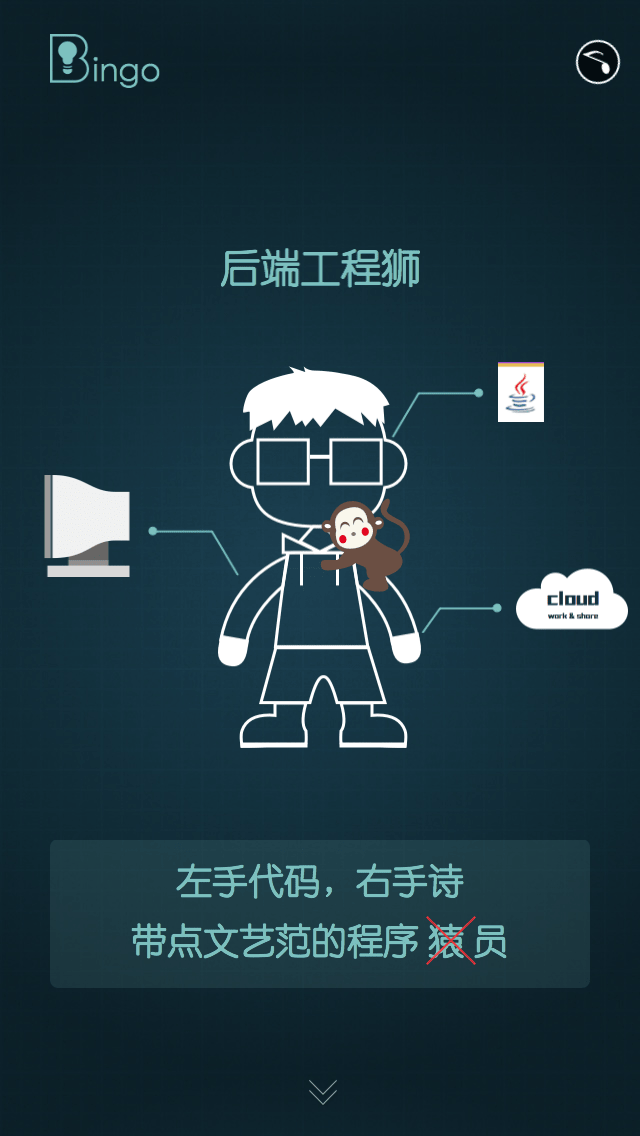 Bingo
后端工程狮
cloud
work & share
左手代码，右手诗
带点文艺范的程序猿员